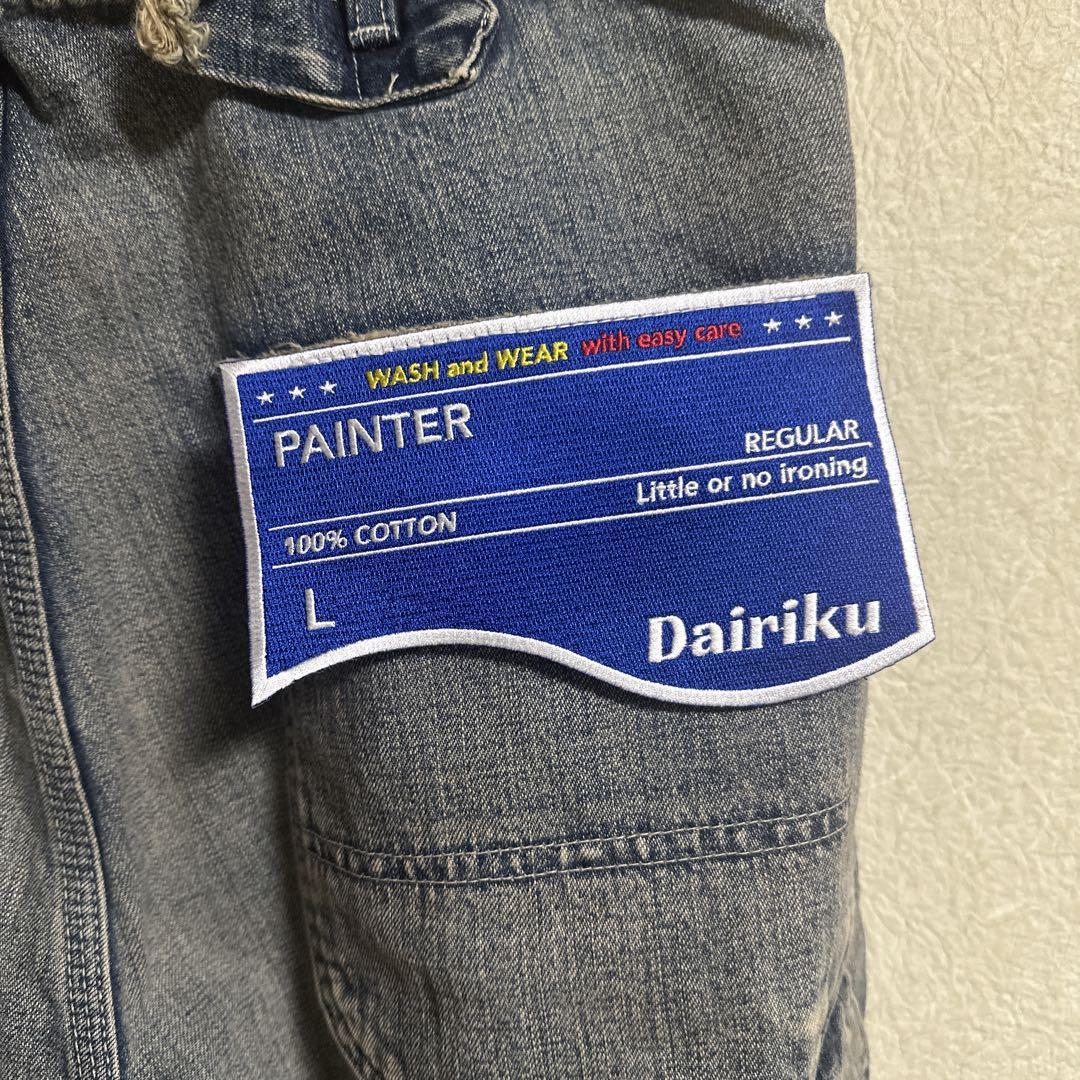 ★ ★ ★ WASH and WEAR with easy care ★ ★ ★
PAINTER
REGULAR
Little or no ironing
100% COTTON
L
Dairiku